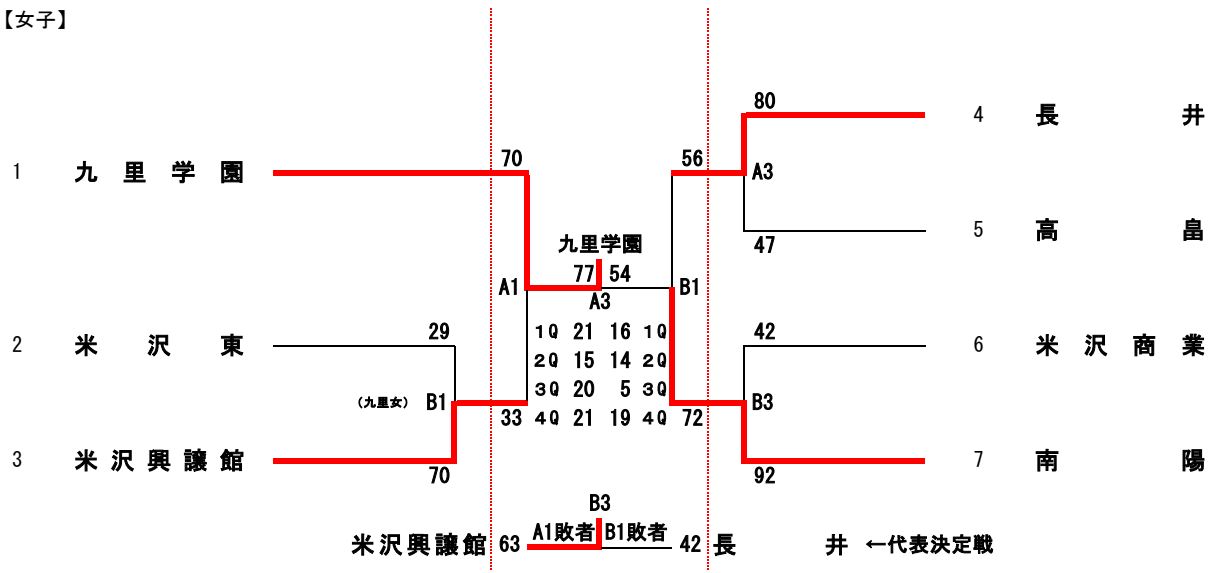 【女子】
80
4 長 井
70 56
1 九里学園
A3
5 高 畠
47
九里学園
77 54
A1 B1
A3
29 1Q 21 16 1Q 42
2 米沢東
6 米沢商業
2Q 15 14 2Q
3Q 20 5 3Q
(九里女) B1 B3
33 4Q 21 19 4Q 72
3 米沢興譲館
7 南 陽
70 92
B3
A1敗者 B1敗者
米沢興譲館 63 42 長 井 ←代表決定戦